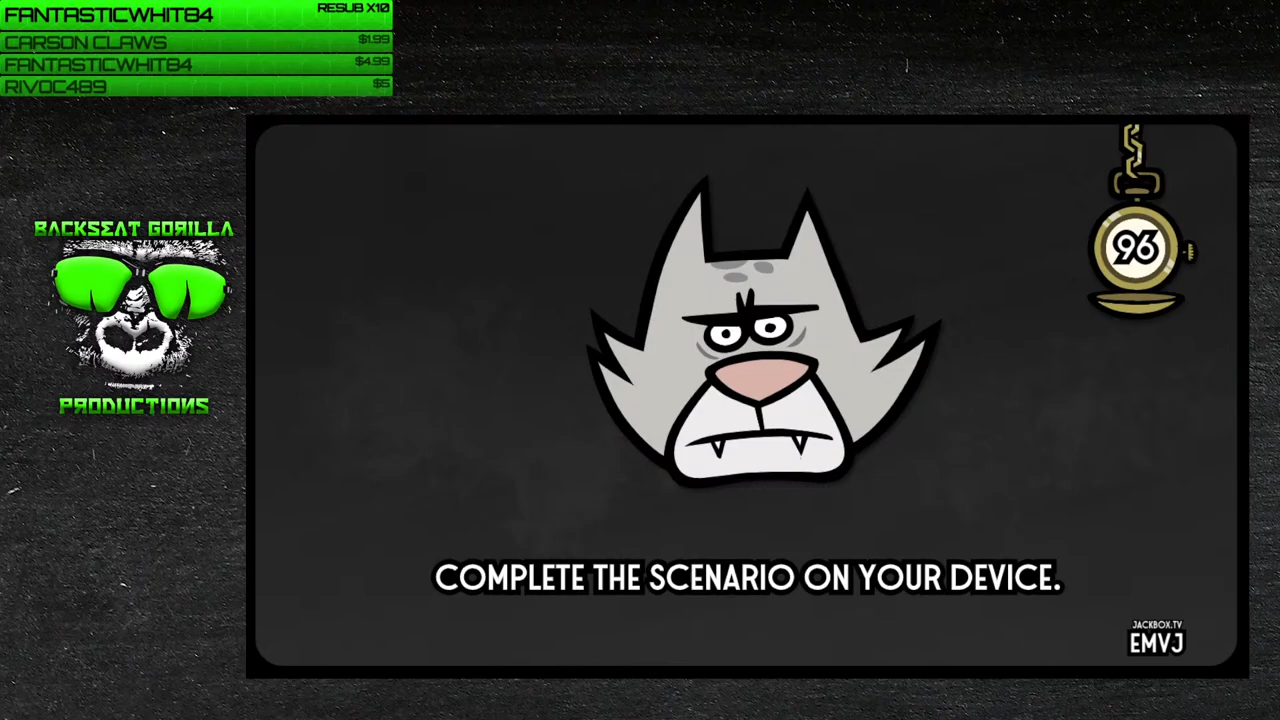 FANTASTICWHIT84 RESUB X10
CARSON CLAWS $1.99
FANTASTICWHIT84 $4.99
RIVOC489 $5
BACKSEAT GORILLA
PRODUCTIONS
96
COMPLETE THE SCENARIO ON YOUR DEVICE.
JACKBOX.TV
EMVJ